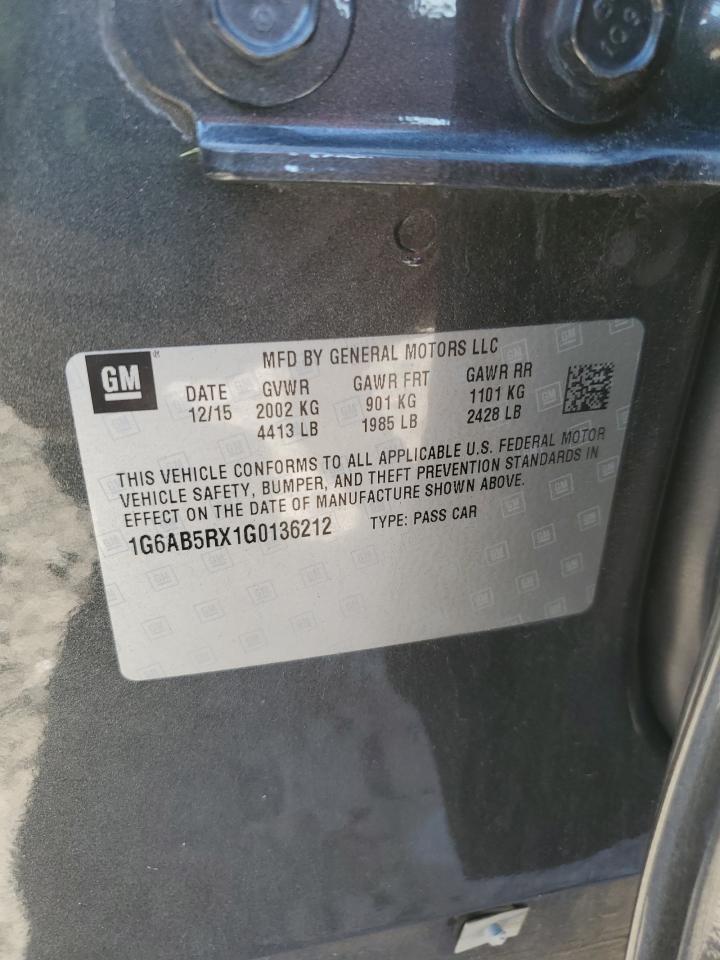 109
GM
MFD BY GENERAL MOTORS LLC
DATE GVWR GAWR FRT GAWR RR
12/15 2002 KG 901 KG 1101 KG
4413 LB 1985 LB 2428 LB
THIS VEHICLE CONFORMS TO ALL APPLICABLE U.S. FEDERAL MOTOR
VEHICLE SAFETY, BUMPER, AND THEFT PREVENTION STANDARDS IN
EFFECT ON THE DATE OF MANUFACTURE SHOWN ABOVE.
1G6AB5RX1G0136212 TYPE: PASS CAR